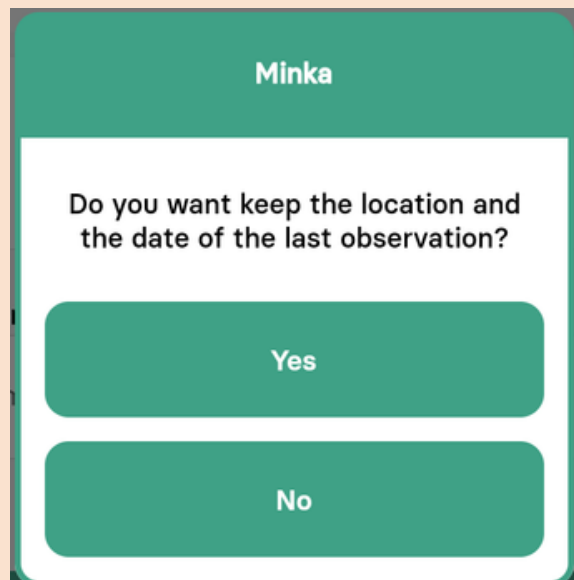 Minka
Do you want keep the location and
the date of the last observation?
Yes
No